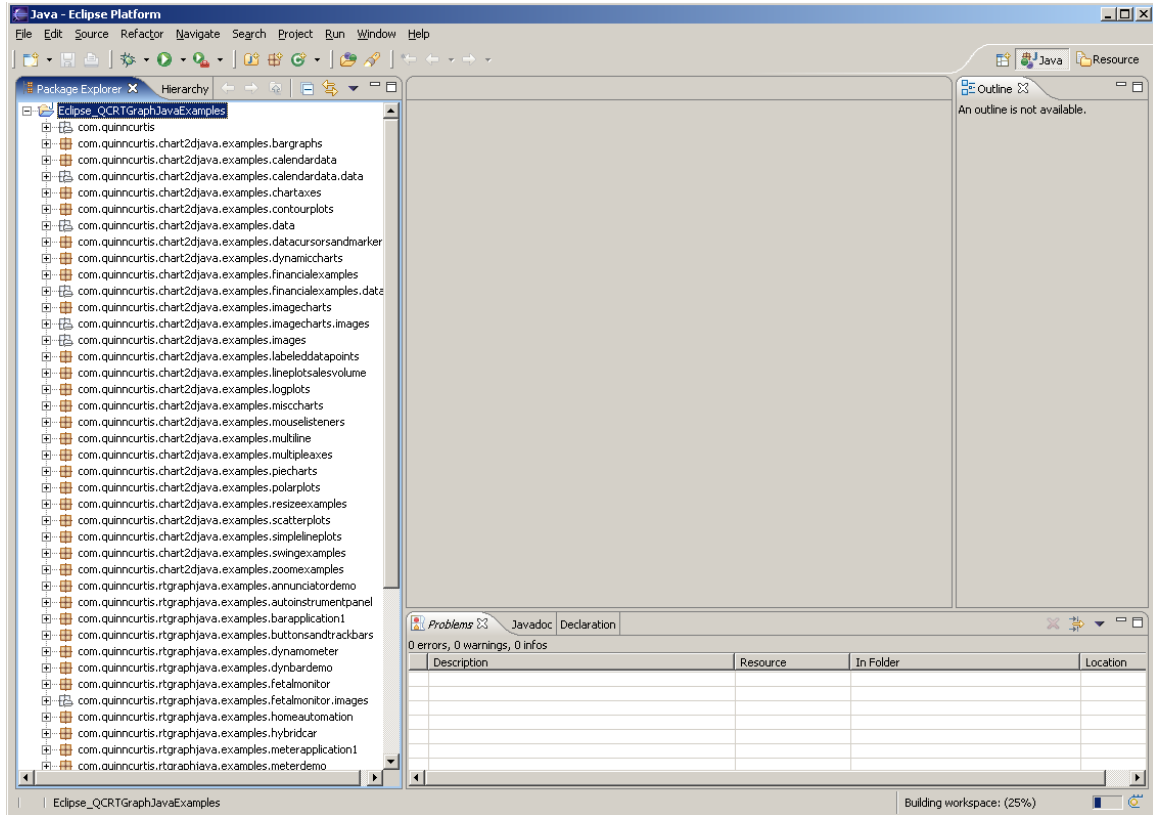 Java - Eclipse Platform
File Edit Source Refactor Navigate Search Project Run Window Help
Java Resource
Package Explorer Hierarchy
Outline
Eclipse_QCRTGraphJavaExamples
An outline is not available.
com.quinncurtis
com.quinncurtis.chart2djava.examples.bargraphs
com.quinncurtis.chart2djava.examples.calendardata
com.quinncurtis.chart2djava.examples.calendardata.data
com.quinncurtis.chart2djava.examples.chartaxes
com.quinncurtis.chart2djava.examples.contourplots
com.quinncurtis.chart2djava.examples.data
com.quinncurtis.chart2djava.examples.datacursorsandmarker
com.quinncurtis.chart2djava.examples.dynamiccharts
com.quinncurtis.chart2djava.examples.financialexamples
com.quinncurtis.chart2djava.examples.financialexamples.data
com.quinncurtis.chart2djava.examples.imagecharts
com.quinncurtis.chart2djava.examples.imagecharts.images
com.quinncurtis.chart2djava.examples.images
com.quinncurtis.chart2djava.examples.labeleddatapoints
com.quinncurtis.chart2djava.examples.lineplotsalesvolume
com.quinncurtis.chart2djava.examples.logplots
com.quinncurtis.chart2djava.examples.misccharts
com.quinncurtis.chart2djava.examples.mouselisteners
com.quinncurtis.chart2djava.examples.multiline
com.quinncurtis.chart2djava.examples.multipleaxes
com.quinncurtis.chart2djava.examples.piecharts
com.quinncurtis.chart2djava.examples.polarplots
com.quinncurtis.chart2djava.examples.resizeexamples
com.quinncurtis.chart2djava.examples.scatterplots
com.quinncurtis.chart2djava.examples.simplelineplots
com.quinncurtis.chart2djava.examples.swingexamples
com.quinncurtis.chart2djava.examples.zoomexamples
com.quinncurtis.rtgraphjava.examples.annunciatordemo
com.quinncurtis.rtgraphjava.examples.autoinstrumentpanel
com.quinncurtis.rtgraphjava.examples.barapplication1
com.quinncurtis.rtgraphjava.examples.buttonsandtrackbars
com.quinncurtis.rtgraphjava.examples.dynamometer
com.quinncurtis.rtgraphjava.examples.dynbardemo
com.quinncurtis.rtgraphjava.examples.fetalmonitor
com.quinncurtis.rtgraphjava.examples.fetalmonitor.images
com.quinncurtis.rtgraphjava.examples.homeautomation
com.quinncurtis.rtgraphjava.examples.hybridcar
com.quinncurtis.rtgraphjava.examples.meterapplication1
com.quinncurtis.rtgraphjava.examples.meterdemo
Problems Javadoc Declaration
0 errors, 0 warnings, 0 infos
Description Resource In Folder Location
Eclipse_QCRTGraphJavaExamples
Building workspace: (25%)